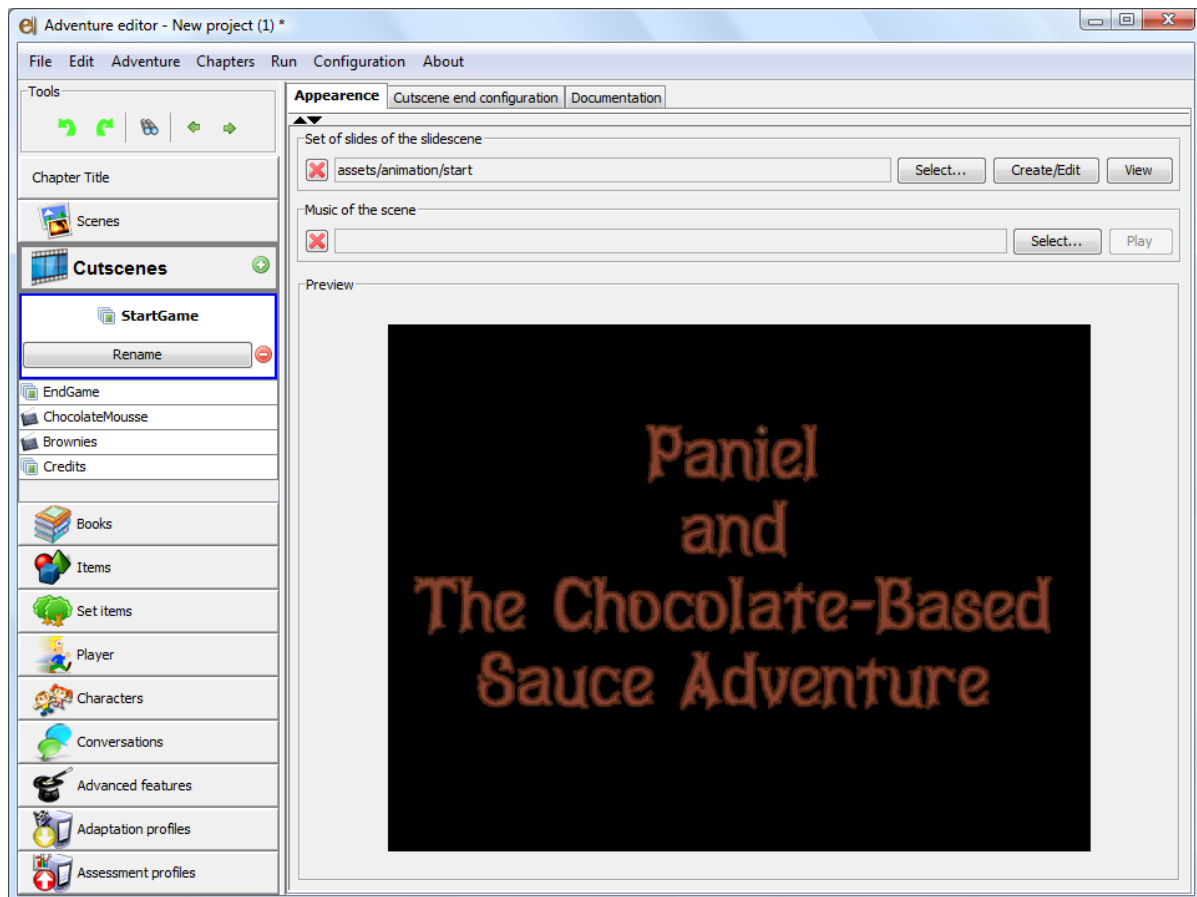 Adventure editor - New project (1) *
File Edit Adventure Chapters Run Configuration About
Tools
Chapter Title
Scenes
Cutscenes
StartGame
Rename
EndGame
ChocolateMousse
Brownies
Credits
Books
Items
Set items
Player
Characters
Conversations
Advanced features
Adaptation profiles
Assessment profiles
Appearence Cutscene end configuration Documentation
Set of slides of the slidescene
assets/animation/start Select... Create/Edit View
Music of the scene
Select... Play
Preview
Paniel
and
The Chocolate-Based
Sauce Adventure